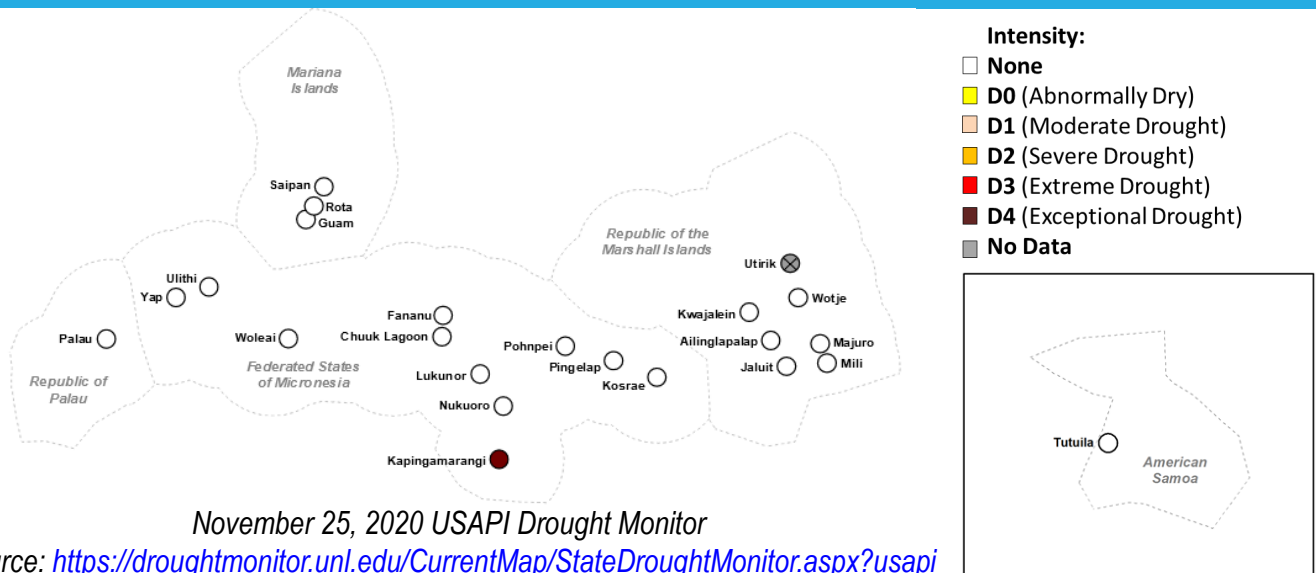 Mariana
Islands
Saipan
Rota
Guam
Republic of the
Marshall Islands
Utirik
Ulithi
Yap
Wotje
Fananu
Kwajalein
Palau
Woleai
Chuuk Lagoon
Pohnpei
Ailinglapalap
Majuro
Federated States
of Micronesia
Pingelap
Jaluit
Mili
Republic of
Palau
Lukunor
Kosrae
Nukuoro
Kapingamarangi
November 25, 2020 USAPI Drought Monitor
urce: https://droughtmonitor.unl.edu/CurrentMap/StateDroughtMonitor.aspx?usapi
Intensity:
None
D0 (Abnormally Dry)
D1 (Moderate Drought)
D2 (Severe Drought)
D3 (Extreme Drought)
D4 (Exceptional Drought)
No Data
Tutuila
American
Samoa